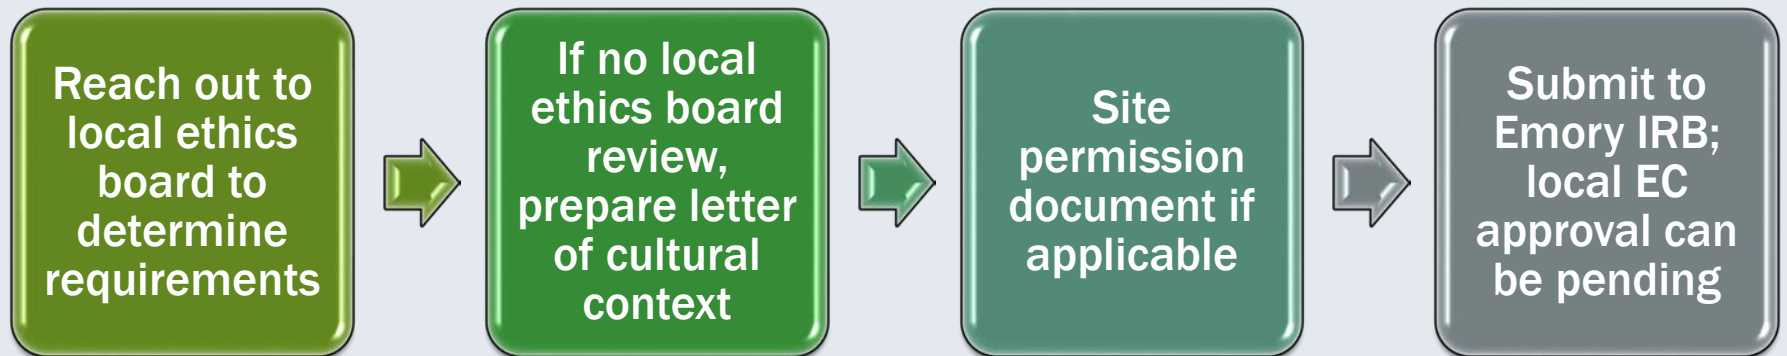 Reach out to
local ethics
board to
determine
requirements
If no local
ethics board
review,
prepare letter
of cultural
context
Site
permission
document if
applicable
Submit to
Emory IRB;
local EC
approval can
be pending